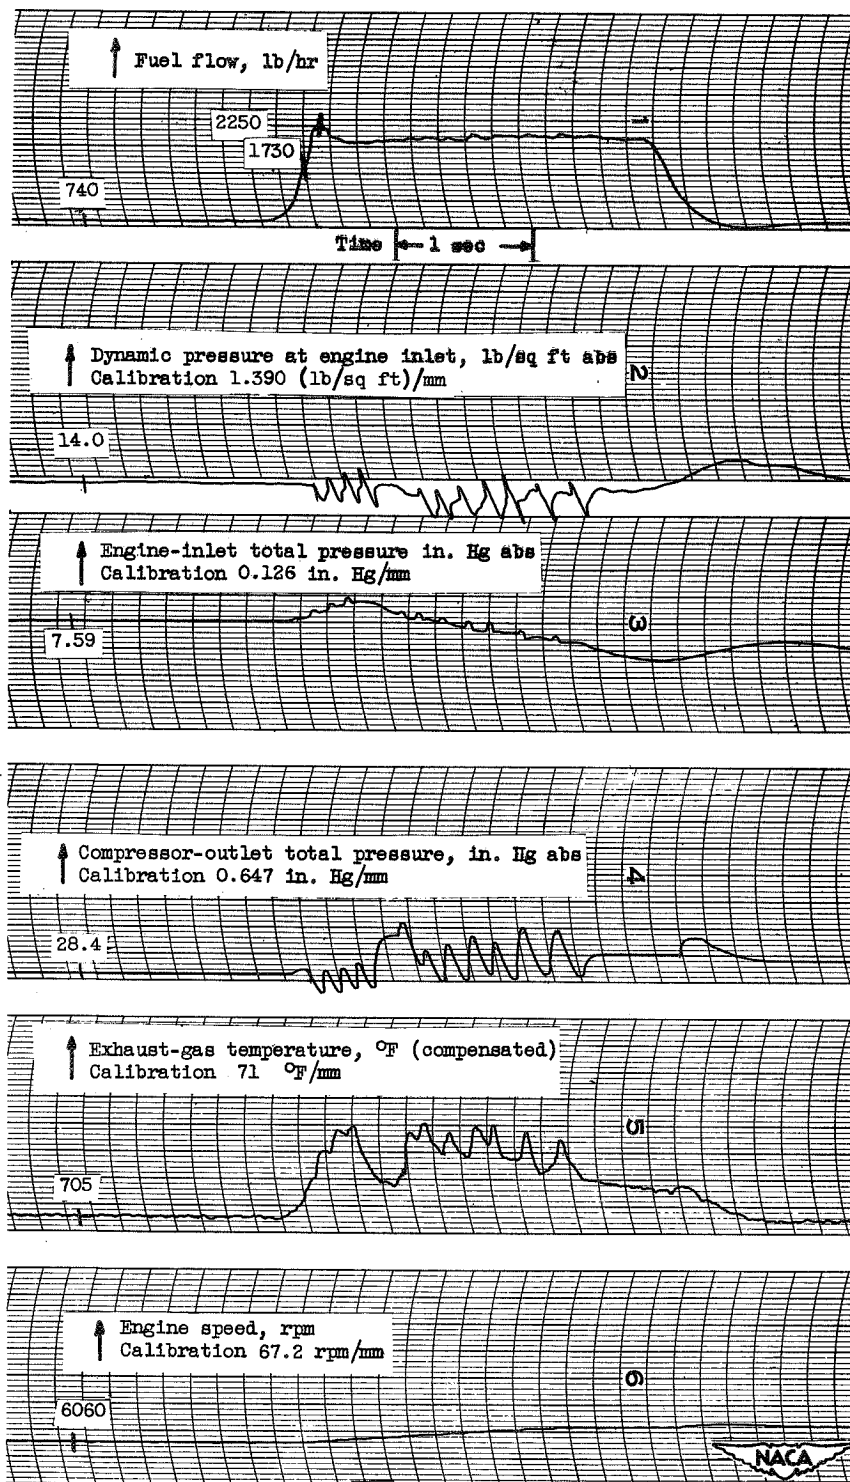 Fuel flow, lb/hr
2250
1730
740
1
Time 1 sec
Dynamic pressure at engine inlet, lb/sq ft abs
Calibration 1.390 (lb/sq ft)/mm
2
14.0
Engine-inlet total pressure in. Hg abs
Calibration 0.126 in. Hg/mm
3
7.59
Compressor-outlet total pressure, in. Hg abs
Calibration 0.647 in. Hg/mm
4
28.4
Exhaust-gas temperature, °F (compensated)
Calibration 71 °F/mm
5
705
Engine speed, rpm
Calibration 67.2 rpm/mm
6
6060
NACA